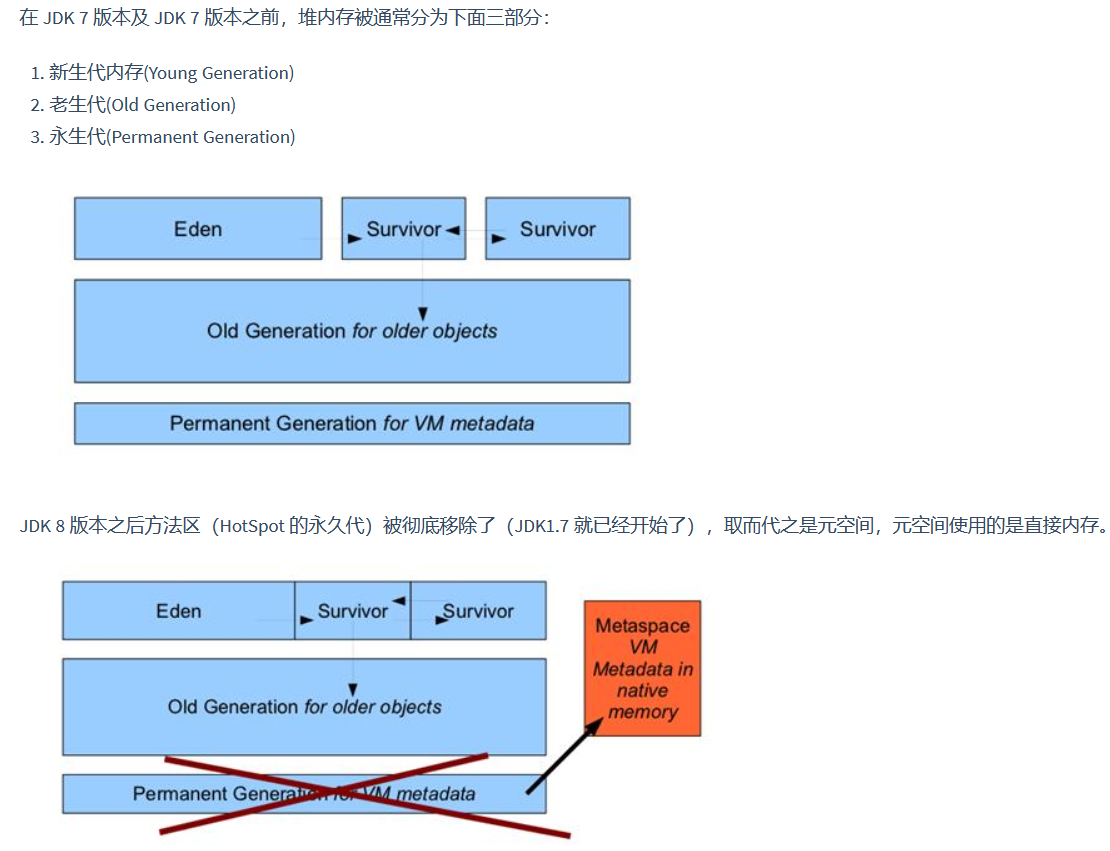 在 JDK 7 版本及 JDK 7 版本之前，堆内存被通常分为下面三部分：
1. 新生代内存(Young Generation)
2. 老生代(Old Generation)
3. 永生代(Permanent Generation)
Eden
Survivor
Survivor
Old Generation for older objects
Permanent Generation for VM metadata
JDK 8 版本之后方法区（HotSpot 的永久代）被彻底移除了（JDK1.7 就已经开始了），取而代之是元空间，元空间使用的是直接内存。
Eden
Survivor
Survivor
Metaspace
VM
Metadata in
native
memory
Old Generation for older objects
Permanent Generation for VM metadata